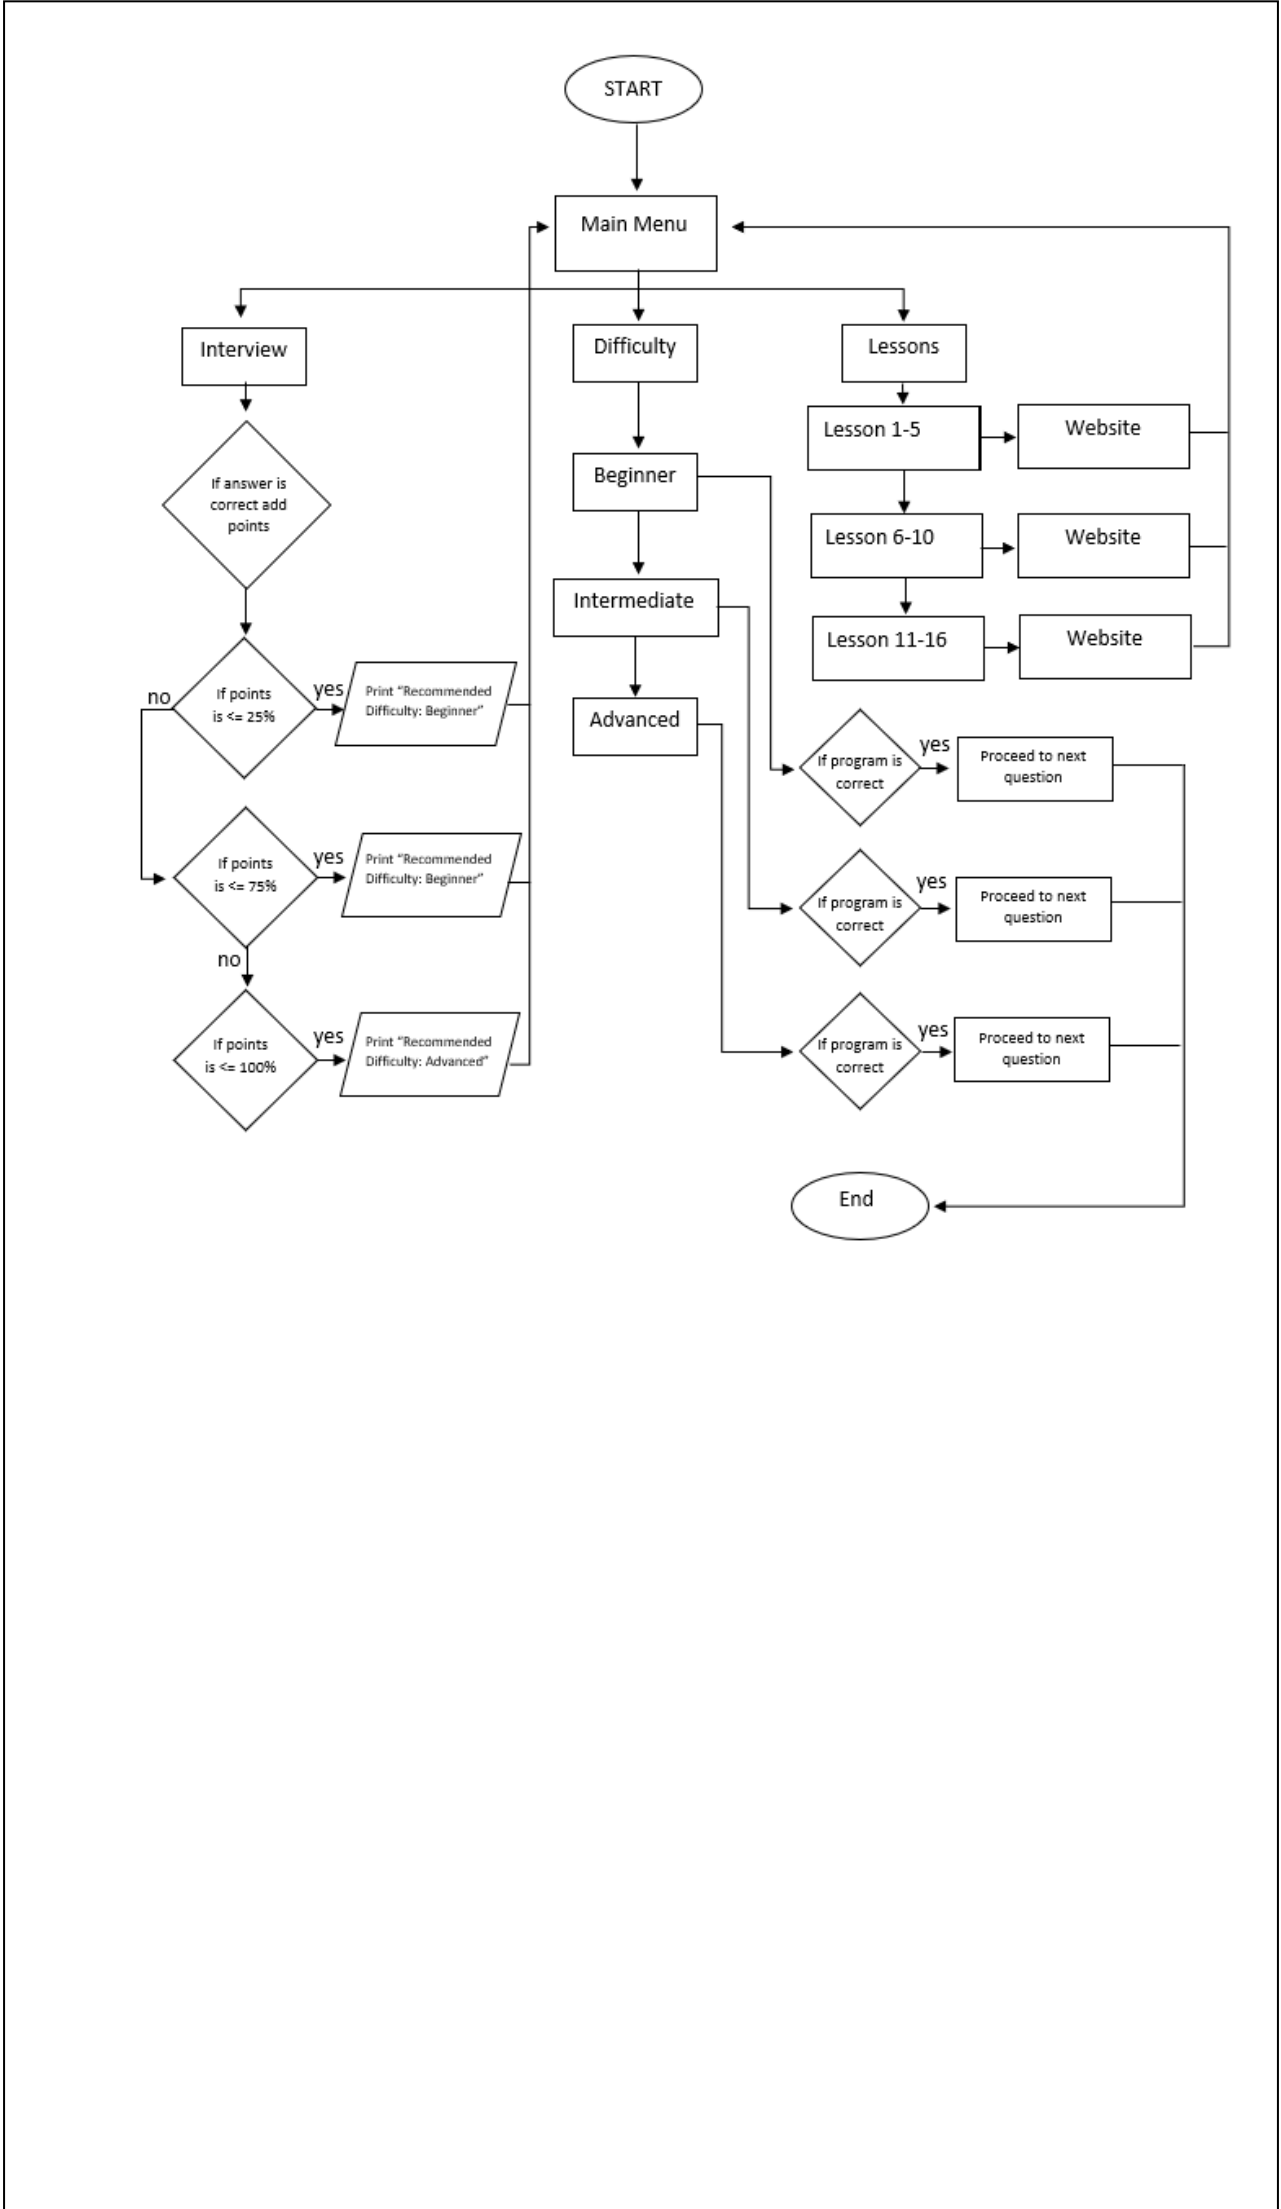 START
Main Menu
Interview
Difficulty
Lessons
If answer is
correct add
points
If points
is <= 25%
no
yes
Print “Recommended
Difficulty: Beginner”
If points
is <= 75%
yes
Print “Recommended
Difficulty: Beginner”
no
If points
is <= 100%
yes
Print “Recommended
Difficulty: Advanced”
Beginner
Intermediate
Advanced
Lesson 1-5
Website
Lesson 6-10
Website
Lesson 11-16
Website
If program is
correct
yes
Proceed to next
question
If program is
correct
yes
Proceed to next
question
If program is
correct
yes
Proceed to next
question
End